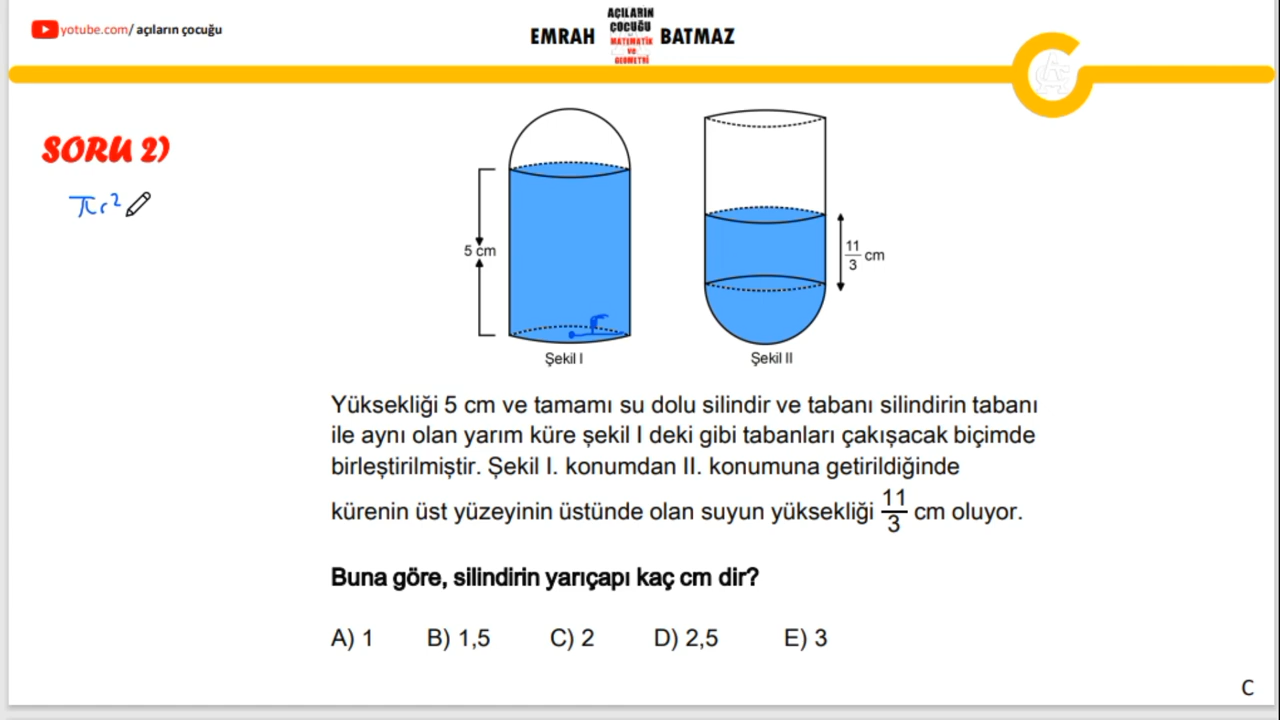 yotube.com/ açıların çocuğu
EMRAH
AÇILARIN
ÇOCUĞU
MATEMATİK
ve
GEOMETRİ
BATMAZ
SORU 2)
πr²
5 cm
r
11/3 cm
Şekil I
Şekil II
Yüksekliği 5 cm ve tamamı su dolu silindir ve tabanı silindirin tabanı
ile aynı olan yarım küre şekil I deki gibi tabanları çakışacak biçimde
birleştirilmiştir. Şekil I. konumdan II. konumuna getirildiğinde
kürenin üst yüzeyinin üstünde olan suyun yüksekliği 11/3 cm oluyor.
Buna göre, silindirin yarıçapı kaç cm dir?
A) 1 B) 1,5 C) 2 D) 2,5 E) 3
C